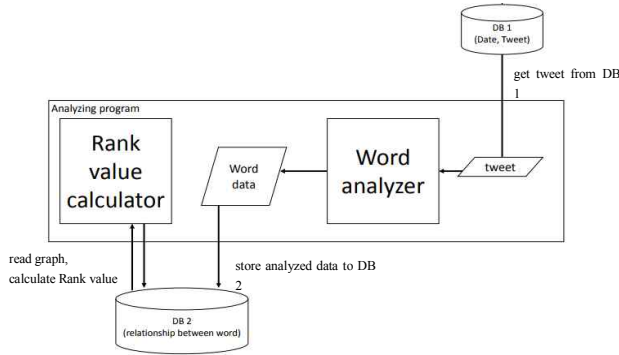 DB 1
(Date, Tweet)
get tweet from DB
1
Analyzing program
Rank
value
calculator
Word
data
Word
analyzer
tweet
read graph,
calculate Rank value
store analyzed data to DB
2
DB 2
(relationship between word)